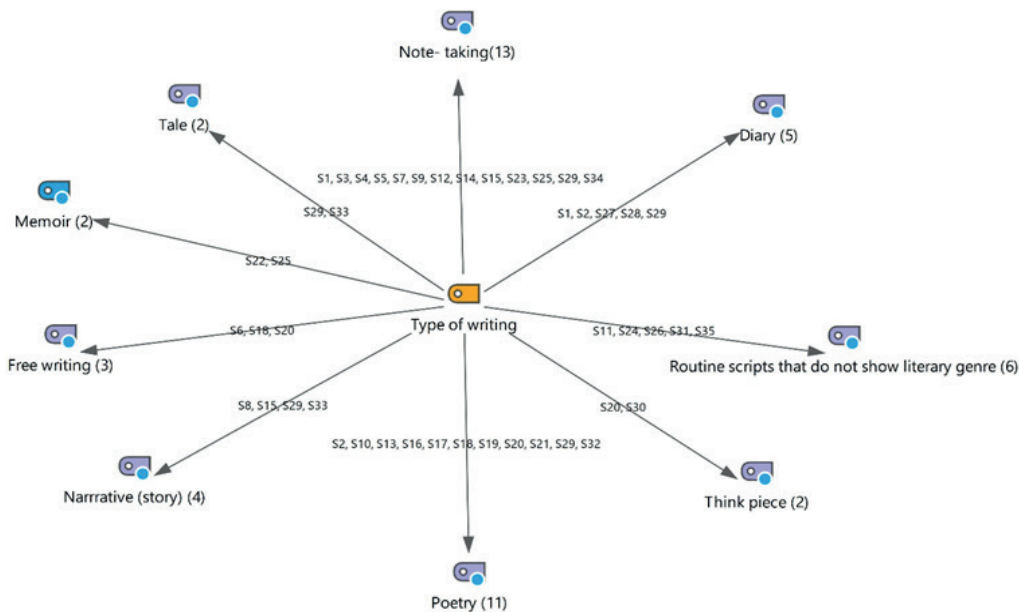 Note- taking(13)
Tale (2)
Diary (5)
S1, S3, S4, S5, S7, S9, S12, S14, S15, S23, S25, S29, S34
S29, S33
S1, S2, S27, S28, S29
Memoir (2)
S22, S25
Type of writing
S6, S18, S20
S11, S24, S26, S31, S35
Free writing (3)
Routine scripts that do not show literary genre (6)
S8, S15, S29, S33
S20, S30
S2, S10, S13, S16, S17, S18, S19, S20, S21, S29, S32
Narrrative (story) (4)
Think piece (2)
Poetry (11)